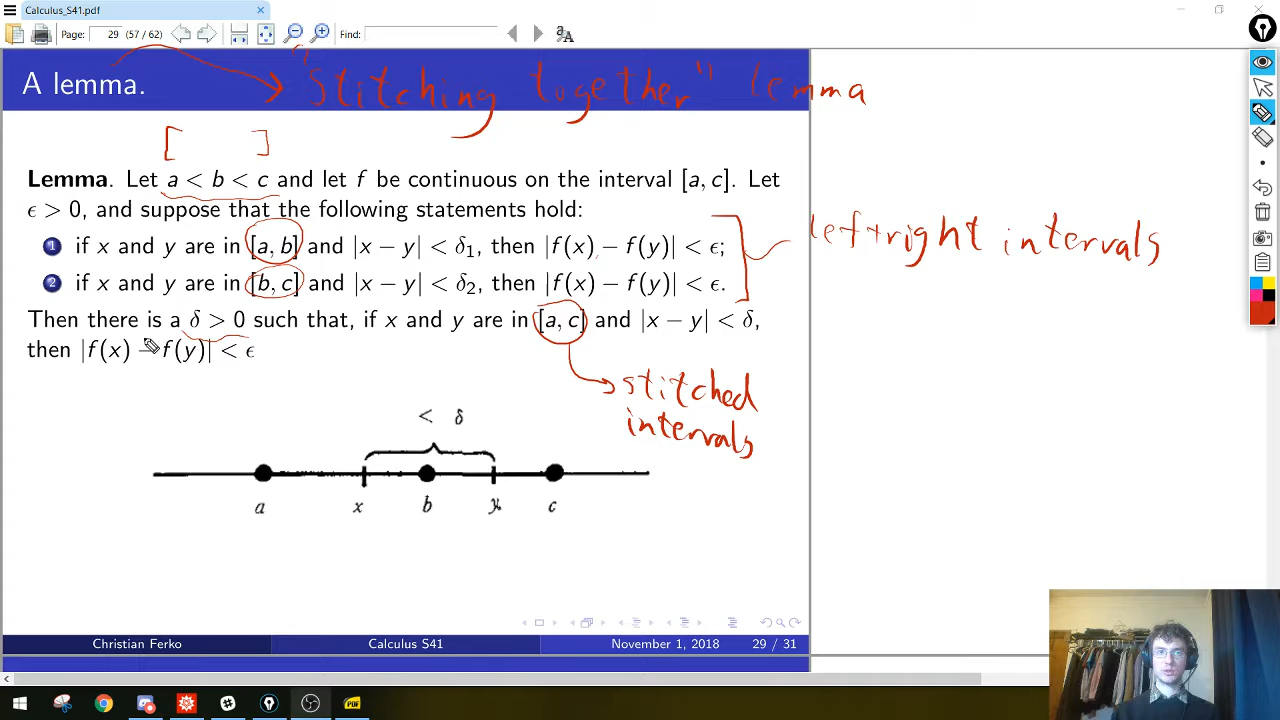 Calculus_S41.pdf
Page: 29 (57 / 62) Find:
A lemma.
"Stitching together" lemma
[ ]
Lemma. Let a < b < c and let f be continuous on the interval [a, c]. Let
ϵ > 0, and suppose that the following statements hold:
1 if x and y are in [a, b] and |x − y| < δ₁, then |f(x) − f(y)| < ϵ;
2 if x and y are in [b, c] and |x − y| < δ₂, then |f(x) − f(y)| < ϵ.
left+right intervals
Then there is a δ > 0 such that, if x and y are in [a, c] and |x − y| < δ,
then |f(x) − f(y)| < ϵ
stitched
intervals
< δ
a x b y c
Christian Ferko Calculus S41 November 1, 2018 29 / 31